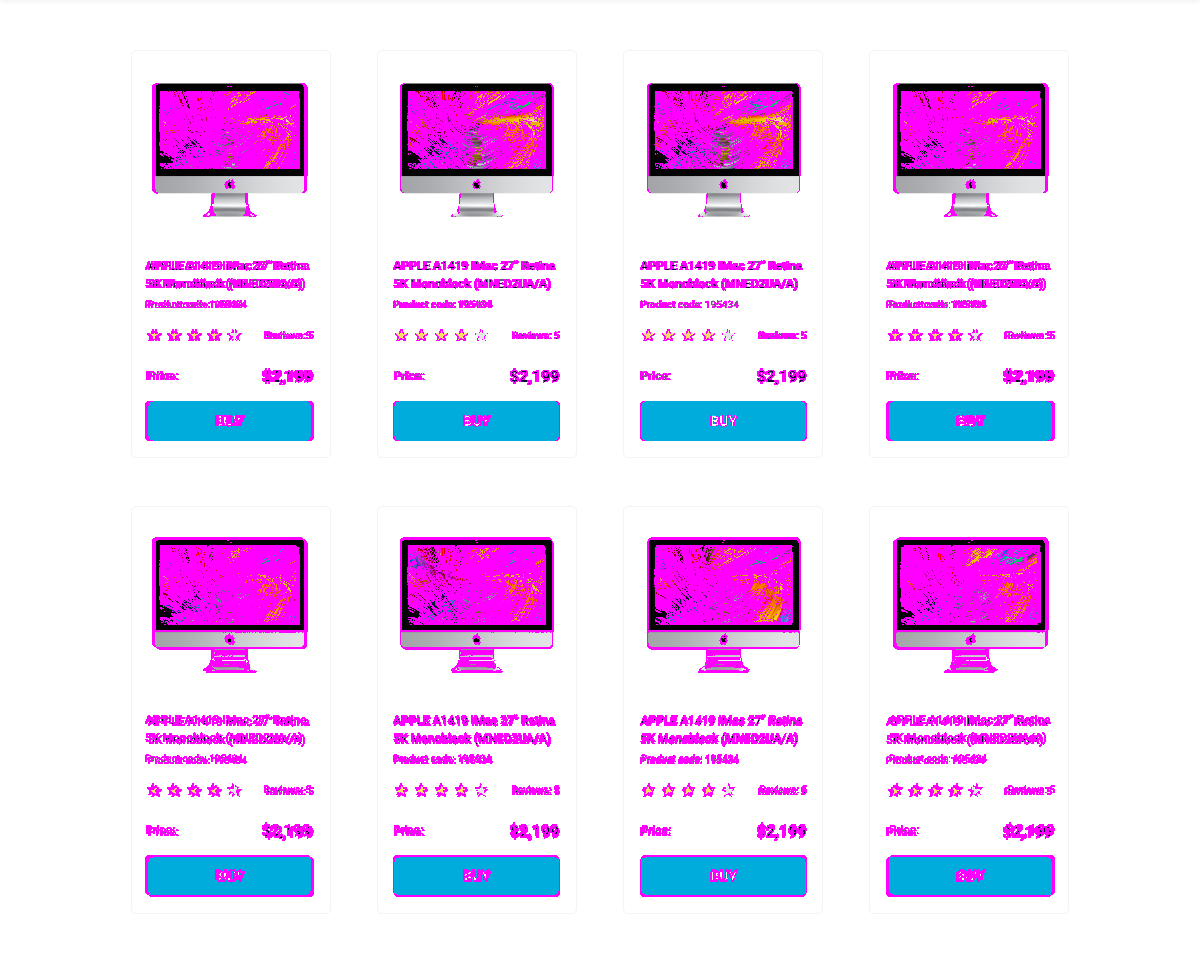 APPLE A1419 iMac 27" Retina
5K Monoblock (MNED2UA/A)
Product code: 195434
Reviews: 5
Price:
$2,199
BUY
APPLE A1419 iMac 27" Retina
5K Monoblock (MNED2UA/A)
Product code: 195434
Reviews: 5
Price:
$2,199
BUY
APPLE A1419 iMac 27" Retina
5K Monoblock (MNED2UA/A)
Product code: 195434
Reviews: 5
Price:
$2,199
BUY
APPLE A1419 iMac 27" Retina
5K Monoblock (MNED2UA/A)
Product code: 195434
Reviews: 5
Price:
$2,199
BUY
APPLE A1419 iMac 27" Retina
5K Monoblock (MNED2UA/A)
Product code: 195434
Reviews: 5
Price:
$2,199
BUY
APPLE A1419 iMac 27" Retina
5K Monoblock (MNED2UA/A)
Product code: 195434
Reviews: 5
Price:
$2,199
BUY
APPLE A1419 iMac 27" Retina
5K Monoblock (MNED2UA/A)
Product code: 195434
Reviews: 5
Price:
$2,199
BUY
APPLE A1419 iMac 27" Retina
5K Monoblock (MNED2UA/A)
Product code: 195434
Reviews: 5
Price:
$2,199
BUY